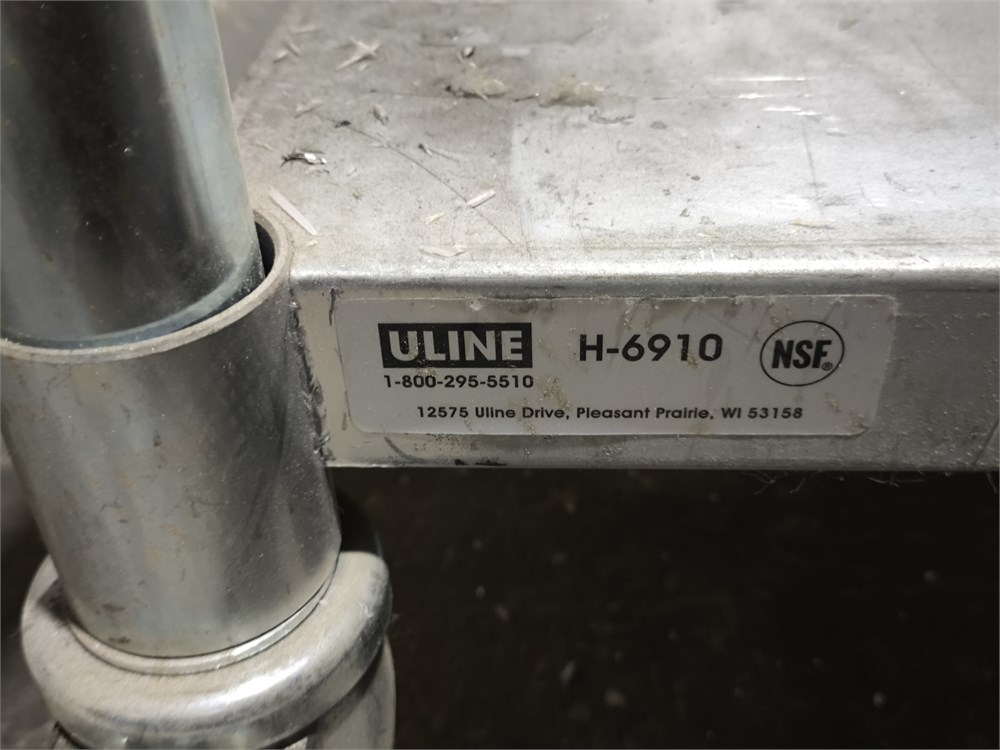 ULINE H-6910 NSF®
1-800-295-5510
12575 Uline Drive, Pleasant Prairie, WI 53158